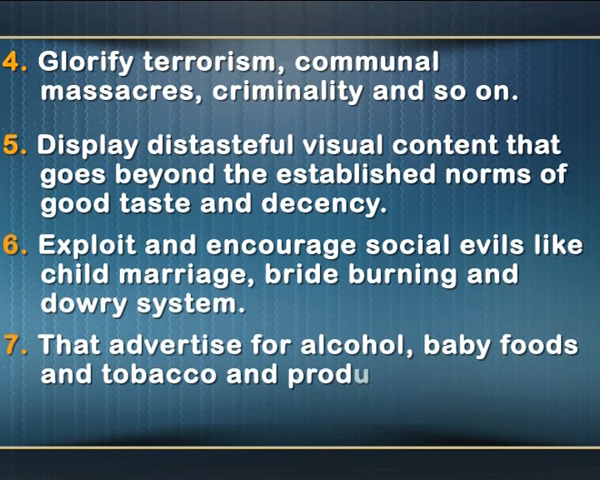 4. Glorify terrorism, communal
massacres, criminality and so on.
5. Display distasteful visual content that
goes beyond the established norms of
good taste and decency.
6. Exploit and encourage social evils like
child marriage, bride burning and
dowry system.
7. That advertise for alcohol, baby foods
and tobacco and produ